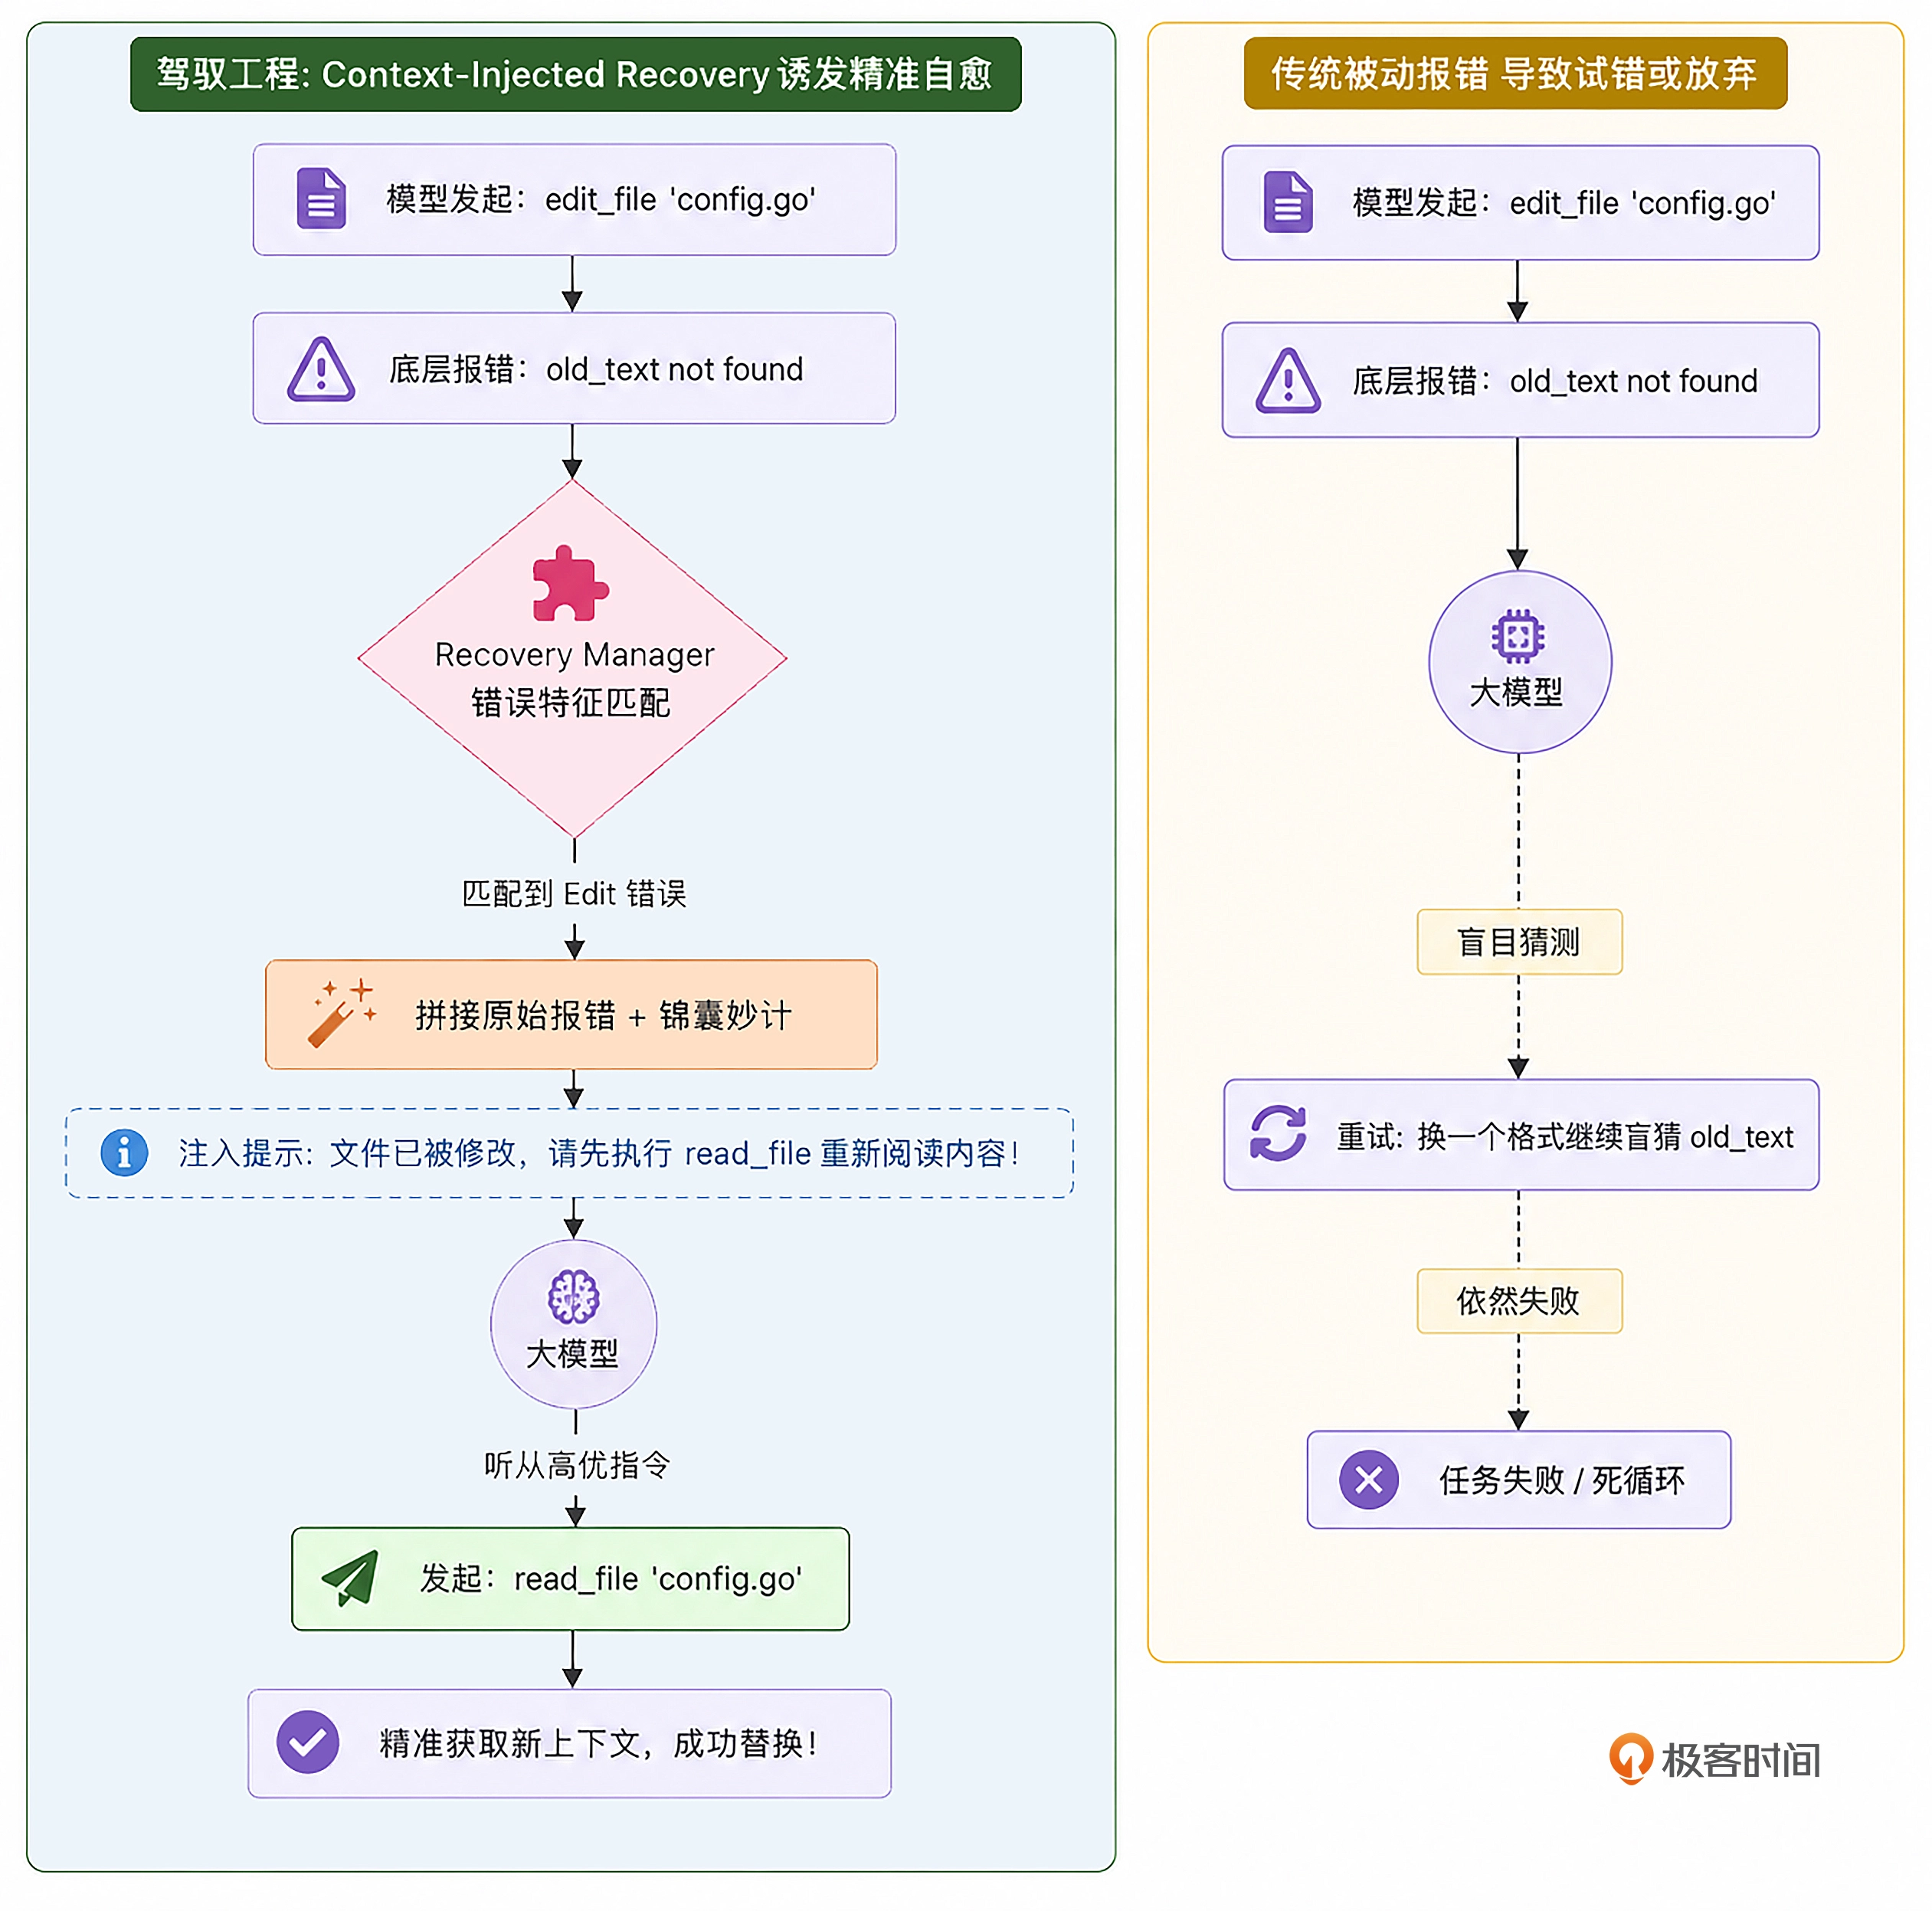 驾驭工程: Context-Injected Recovery 诱发精准自愈
模型发起：edit_file 'config.go'
底层报错：old_text not found
Recovery Manager
错误特征匹配
匹配到 Edit 错误
拼接原始报错 + 锦囊妙计
注入提示：文件已被修改，请先执行 read_file 重新阅读内容！
大模型
听从高优指令
发起：read_file 'config.go'
精准获取新上下文，成功替换！
传统被动报错 导致试错或放弃
模型发起：edit_file 'config.go'
底层报错：old_text not found
大模型
盲目猜测
重试: 换一个格式继续盲猜 old_text
依然失败
任务失败 / 死循环
极客时间